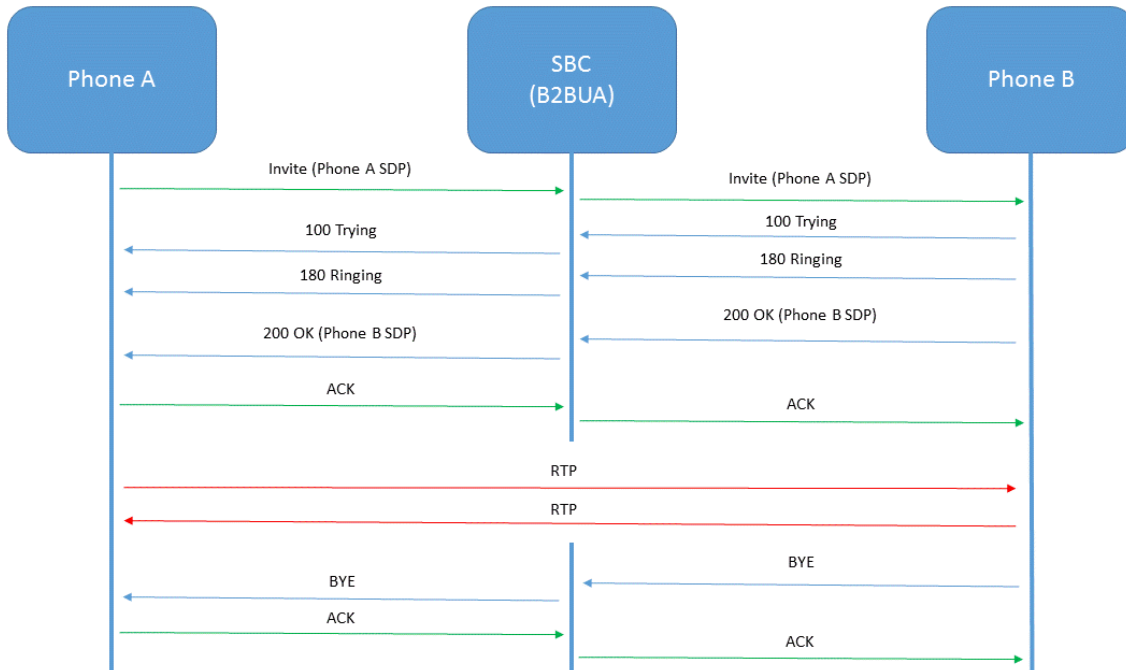 Phone A
SBC
(B2BUA)
Phone B
Invite (Phone A SDP)
Invite (Phone A SDP)
100 Trying
100 Trying
180 Ringing
180 Ringing
200 OK (Phone B SDP)
200 OK (Phone B SDP)
ACK
ACK
RTP
RTP
BYE
BYE
ACK
ACK